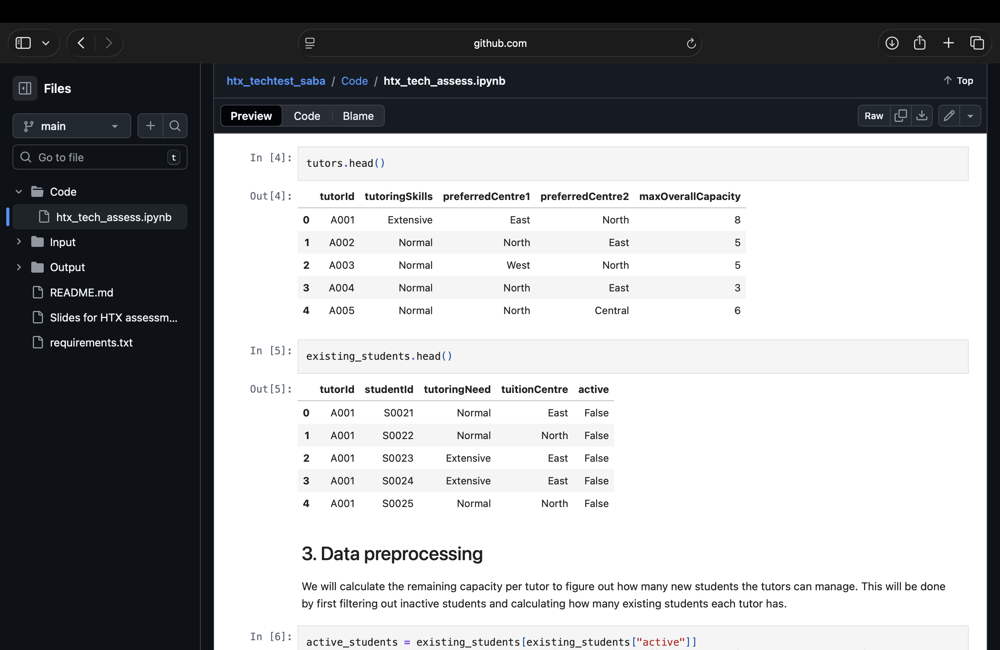 github.com
Files
main
Go to file
t
Code
htx_tech_assess.ipynb
Input
Output
README.md
Slides for HTX assessm...
requirements.txt
htx_techtest_saba / Code / htx_tech_assess.ipynb
Top
Preview Code Blame
Raw
In [4]: tutors.head()
Out[4]: tutorId tutoringSkills preferredCentre1 preferredCentre2 maxOverallCapacity
0 A001 Extensive East North 8
1 A002 Normal North East 5
2 A003 Normal West North 5
3 A004 Normal North East 3
4 A005 Normal North Central 6
In [5]: existing_students.head()
Out[5]: tutorId studentId tutoringNeed tuitionCentre active
0 A001 S0021 Normal East False
1 A001 S0022 Normal North False
2 A001 S0023 Extensive East False
3 A001 S0024 Extensive East False
4 A001 S0025 Normal North False
3. Data preprocessing
We will calculate the remaining capacity per tutor to figure out how many new students the tutors can manage. This will be done
by first filtering out inactive students and calculating how many existing students each tutor has.
In [6]: active_students = existing_students[existing_students["active"]]